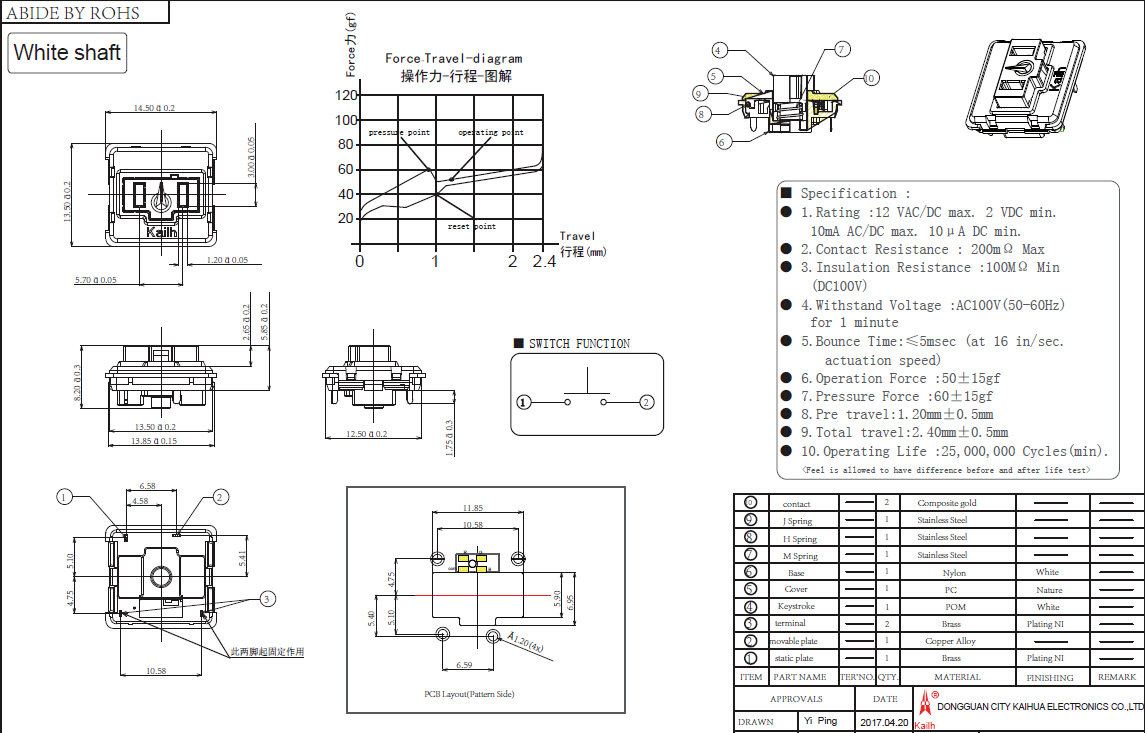 ABIDE BY ROHS
White shaft
14.50±0.2
3.00±0.05
13.50±0.2
Kailh
1.20±0.05
5.70±0.05
Force力(gf)
Force Travel-diagram
操作力-行程-图解
120
100
80
60
40
20
pressure point
operating point
reset point
0
1
2
2.4
Travel
行程(mm)
4
7
5
10
9
8
6
Kailh
2.65±0.2
5.85±0.2
8.20±0.3
13.50±0.2
13.85±0.15
12.50±0.2
1.75±0.3
■ SWITCH FUNCTION
1
2
■ Specification :
● 1.Rating :12 VAC/DC max. 2 VDC min.
10mA AC/DC max. 10μA DC min.
● 2.Contact Resistance : 200mΩ Max
● 3.Insulation Resistance :100MΩ Min
(DC100V)
● 4.Withstand Voltage :AC100V(50-60Hz)
for 1 minute
● 5.Bounce Time:≤5msec (at 16 in/sec.
actuation speed)
● 6.Operation Force :50±15gf
● 7.Pressure Force :60±15gf
● 8.Pre travel:1.20mm±0.5mm
● 9.Total travel:2.40mm±0.5mm
● 10.Operating Life :25,000,000 Cycles(min).
<Feel is allowed to have difference before and after life test>
6.58
4.58
1
2
5.10
4.75
5.41
3
此两脚起固定作用
10.58
11.85
10.58
4.75
5.40
5.10
5.90
6.95
A1.20(4x)
6.59
PCB Layout(Pattern Side)
10 contact 2 Composite gold
9 J Spring 1 Stainless Steel
8 H Spring 1 Stainless Steel
7 M Spring 1 Stainless Steel
6 Base 1 Nylon White
5 Cover 1 PC Nature
4 Keystroke 1 POM White
3 terminal 2 Brass Plating NI
2 movable plate 1 Copper Alloy
1 static plate 1 Brass Plating NI
ITEM PART NAME TER'NO. Q'TY. MATERIAL FINISHING REMARK
APPROVALS DATE
® DONGGUAN CITY KAIHUA ELECTRONICS CO.,LTD
DRAWN Yi Ping 2017.04.20 Kailh